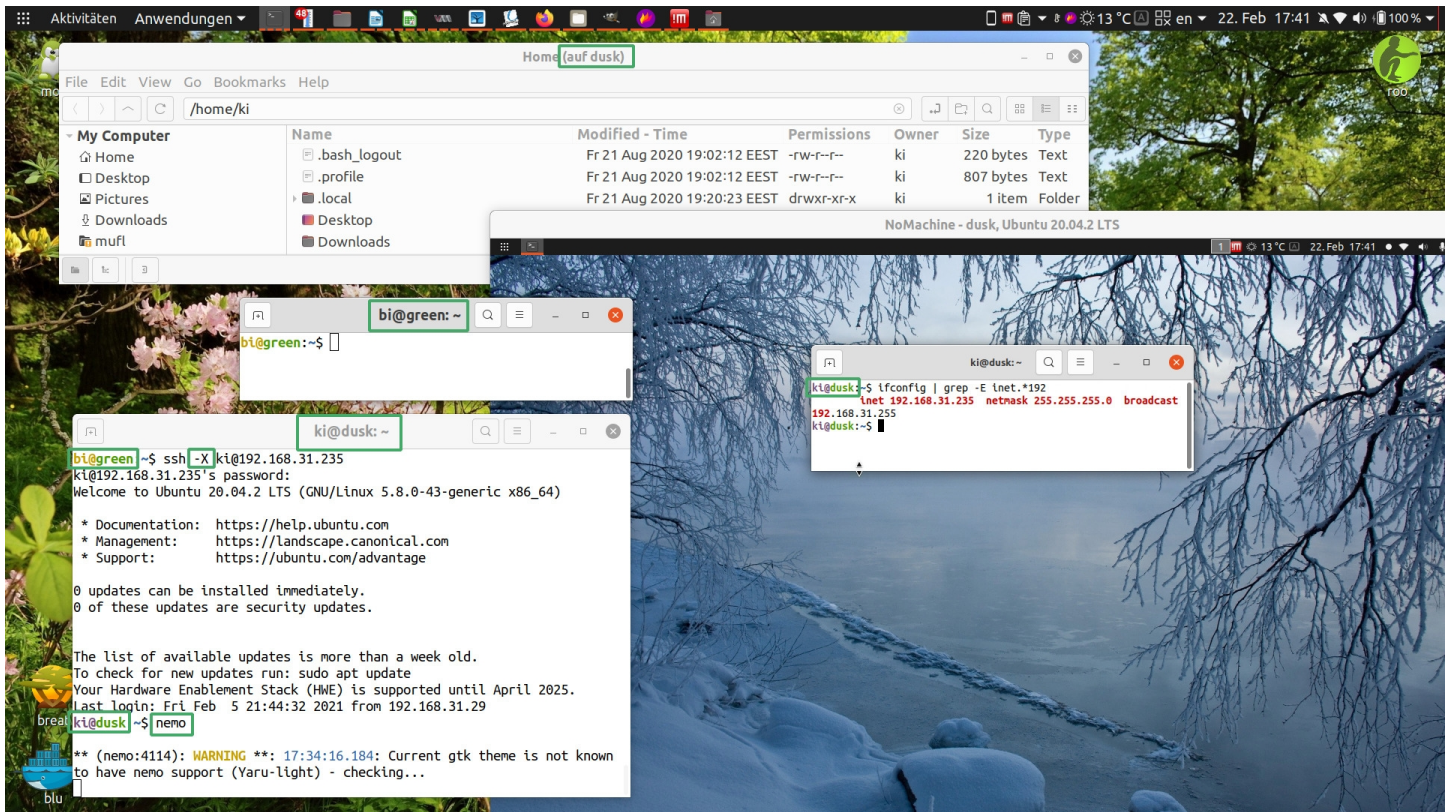 Aktivitäten Anwendungen
48
en 22. Feb 17:41 100 %
13 °C
Home (auf dusk)
File Edit View Go Bookmarks Help
/home/ki
My Computer
Home
Desktop
Pictures
Downloads
mufl
Name Modified - Time Permissions Owner Size Type
.bash_logout Fr 21 Aug 2020 19:02:12 EEST -rw-r--r-- ki 220 bytes Text
.profile Fr 21 Aug 2020 19:02:12 EEST -rw-r--r-- ki 807 bytes Text
.local Fr 21 Aug 2020 19:20:23 EEST drwxr-xr-x ki 1 item Folder
Desktop
Downloads
roo
NoMachine - dusk, Ubuntu 20.04.2 LTS
1 13°C 22. Feb 17:41
bi@green: ~
bi@green:~$
ki@dusk: ~
ki@dusk:~$ ifconfig | grep -E inet.*192
inet 192.168.31.235 netmask 255.255.255.0 broadcast
192.168.31.255
ki@dusk:~$
ki@dusk: ~
bi@green ~$ ssh -X ki@192.168.31.235
ki@192.168.31.235's password:
Welcome to Ubuntu 20.04.2 LTS (GNU/Linux 5.8.0-43-generic x86_64)
* Documentation: https://help.ubuntu.com
* Management: https://landscape.canonical.com
* Support: https://ubuntu.com/advantage
0 updates can be installed immediately.
0 of these updates are security updates.
The list of available updates is more than a week old.
To check for new updates run: sudo apt update
Your Hardware Enablement Stack (HWE) is supported until April 2025.
Last login: Fri Feb 5 21:44:32 2021 from 192.168.31.29
ki@dusk ~$ nemo
** (nemo:4114): WARNING **: 17:34:16.184: Current gtk theme is not known
to have nemo support (Yaru-light) - checking...
blu